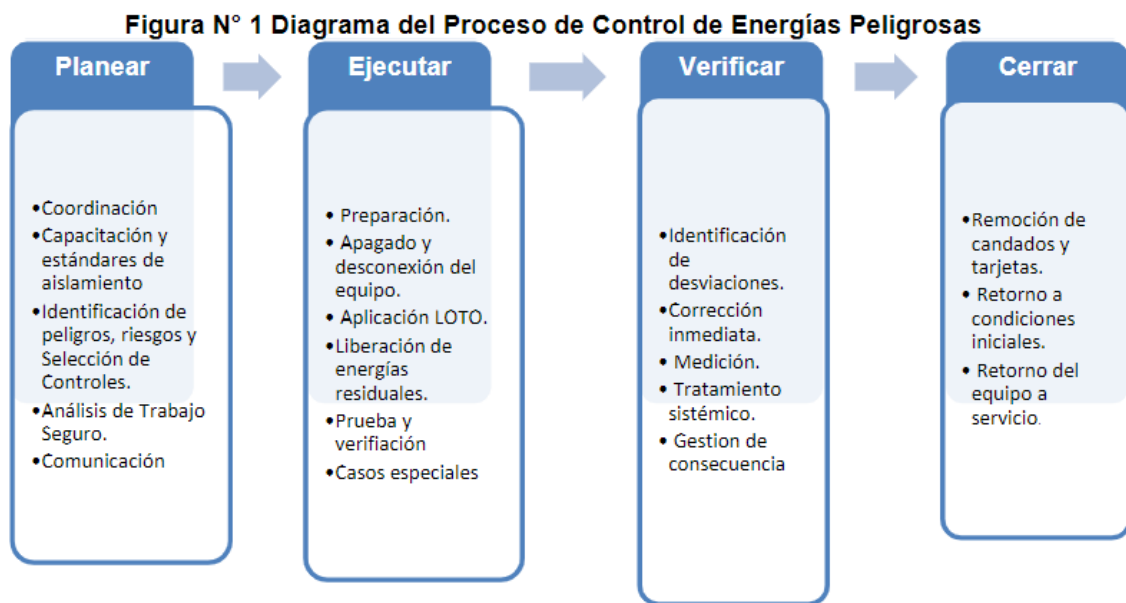 Figura N° 1 Diagrama del Proceso de Control de Energías Peligrosas
Planear
•Coordinación
•Capacitación y
estándares de
aislamiento
•Identificación de
peligros, riesgos y
Selección de
Controles.
•Análisis de Trabajo
Seguro.
•Comunicación
Ejecutar
• Preparación.
• Apagado y
desconexión del
equipo.
• Aplicación LOTO.
•Liberación de
energías
residuales.
•Prueba y
verifiación
•Casos especiales
Verificar
•Identificación
de
desviaciones.
•Corrección
inmediata.
• Medición.
• Tratamiento
sistémico.
• Gestion de
consecuencia
Cerrar
•Remoción de
candados y
tarjetas.
• Retorno a
condiciones
iniciales.
• Retorno del
equipo a
servicio.